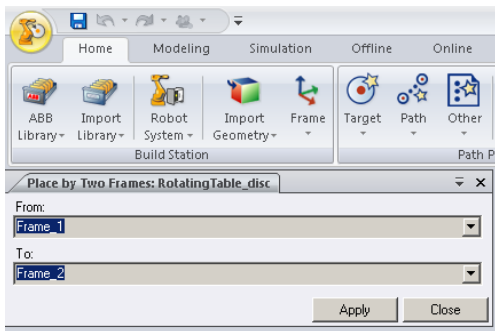 Home Modeling Simulation Offline Online
ABB Library Import Library Robot System Import Geometry Frame Target Path Other
Build Station Path P
Place by Two Frames: RotatingTable_disc
From:
Frame_1
To:
Frame_2
Apply Close